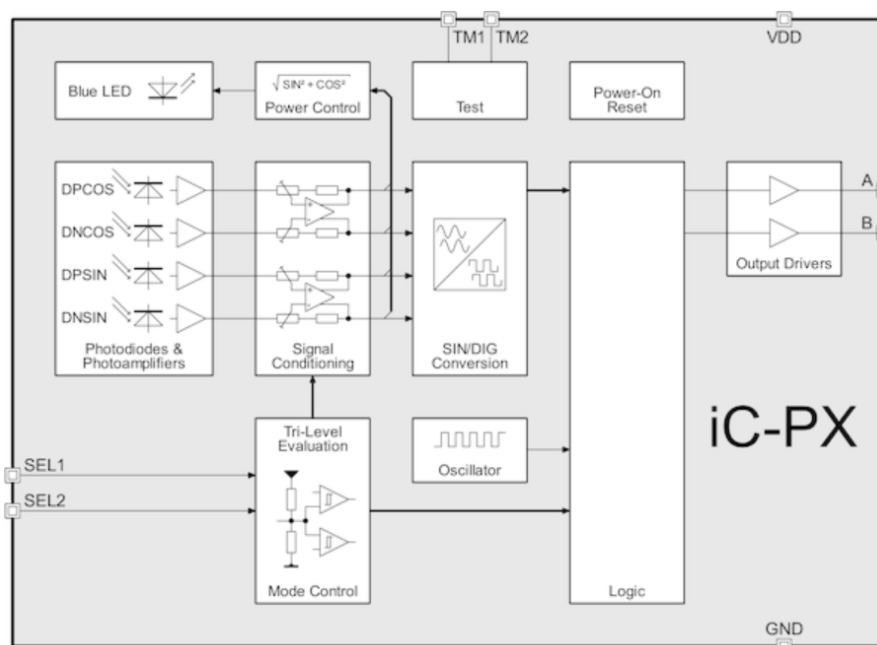 TM1
TM2
VDD
Blue LED
√SIN² + COS²
Power Control
Test
Power-On
Reset
DPCOS
DNCOS
DPSIN
DNSIN
Photodiodes &
Photoamplifiers
Signal
Conditioning
SIN/DIG
Conversion
A
B
Output Drivers
Tri-Level
Evaluation
Oscillator
iC-PX
SEL1
SEL2
Mode Control
Logic
GND